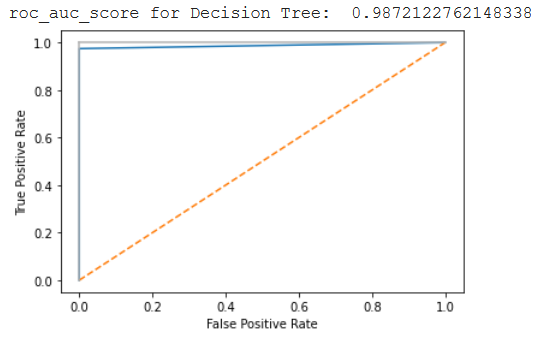 roc_auc_score for Decision Tree:  0.9872122762148338
1.0
0.8
0.6
0.4
0.2
0.0
True Positive Rate
0.0 0.2 0.4 0.6 0.8 1.0
False Positive Rate